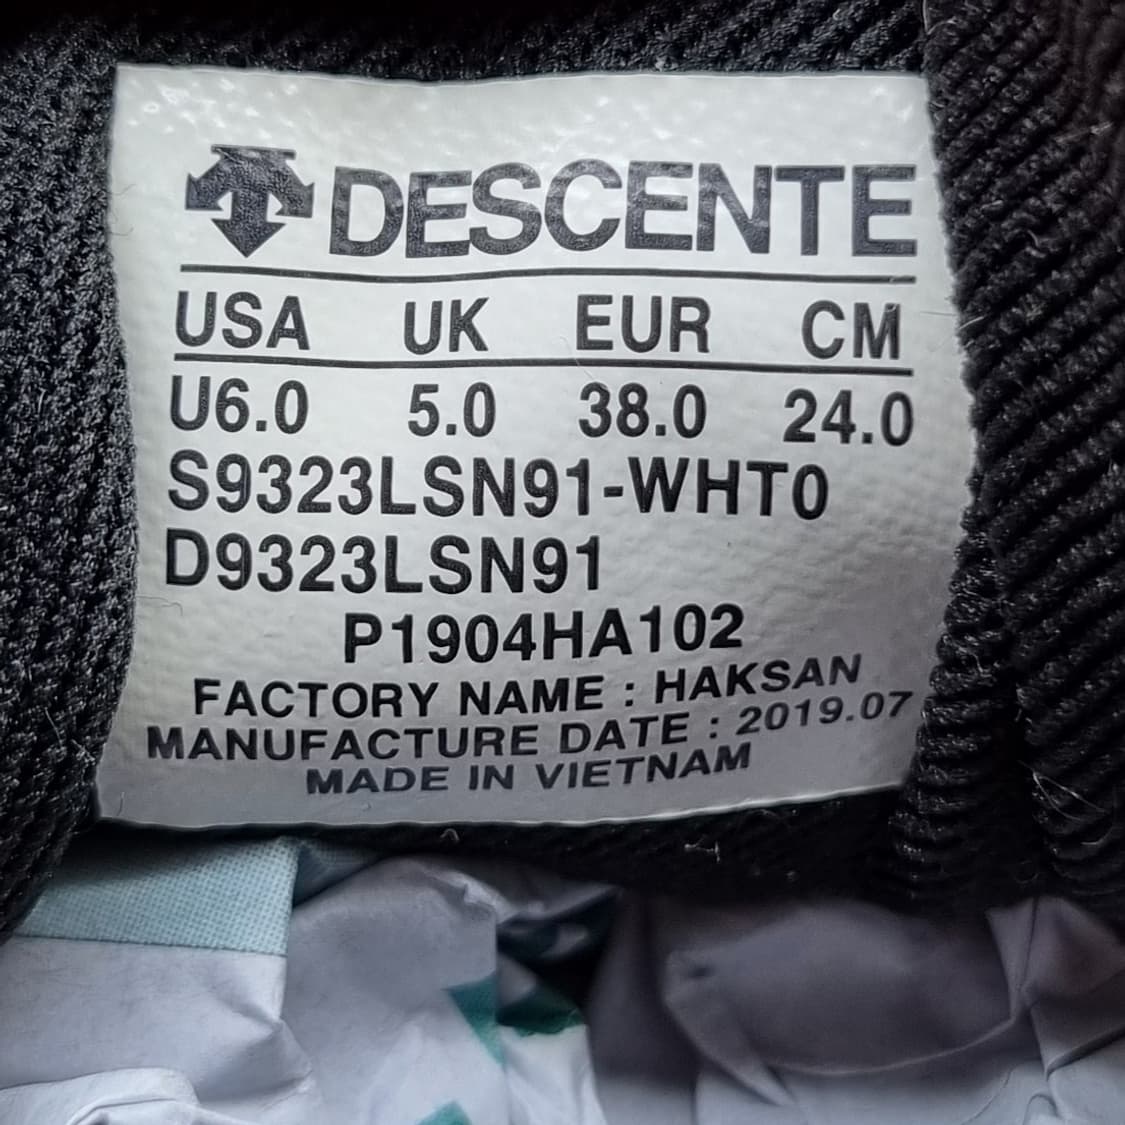 DESCENTE
USA UK EUR CM
U6.0 5.0 38.0 24.0
S9323LSN91-WHT0
D9323LSN91
P1904HA102
FACTORY NAME : HAKSAN
MANUFACTURE DATE : 2019.07
MADE IN VIETNAM